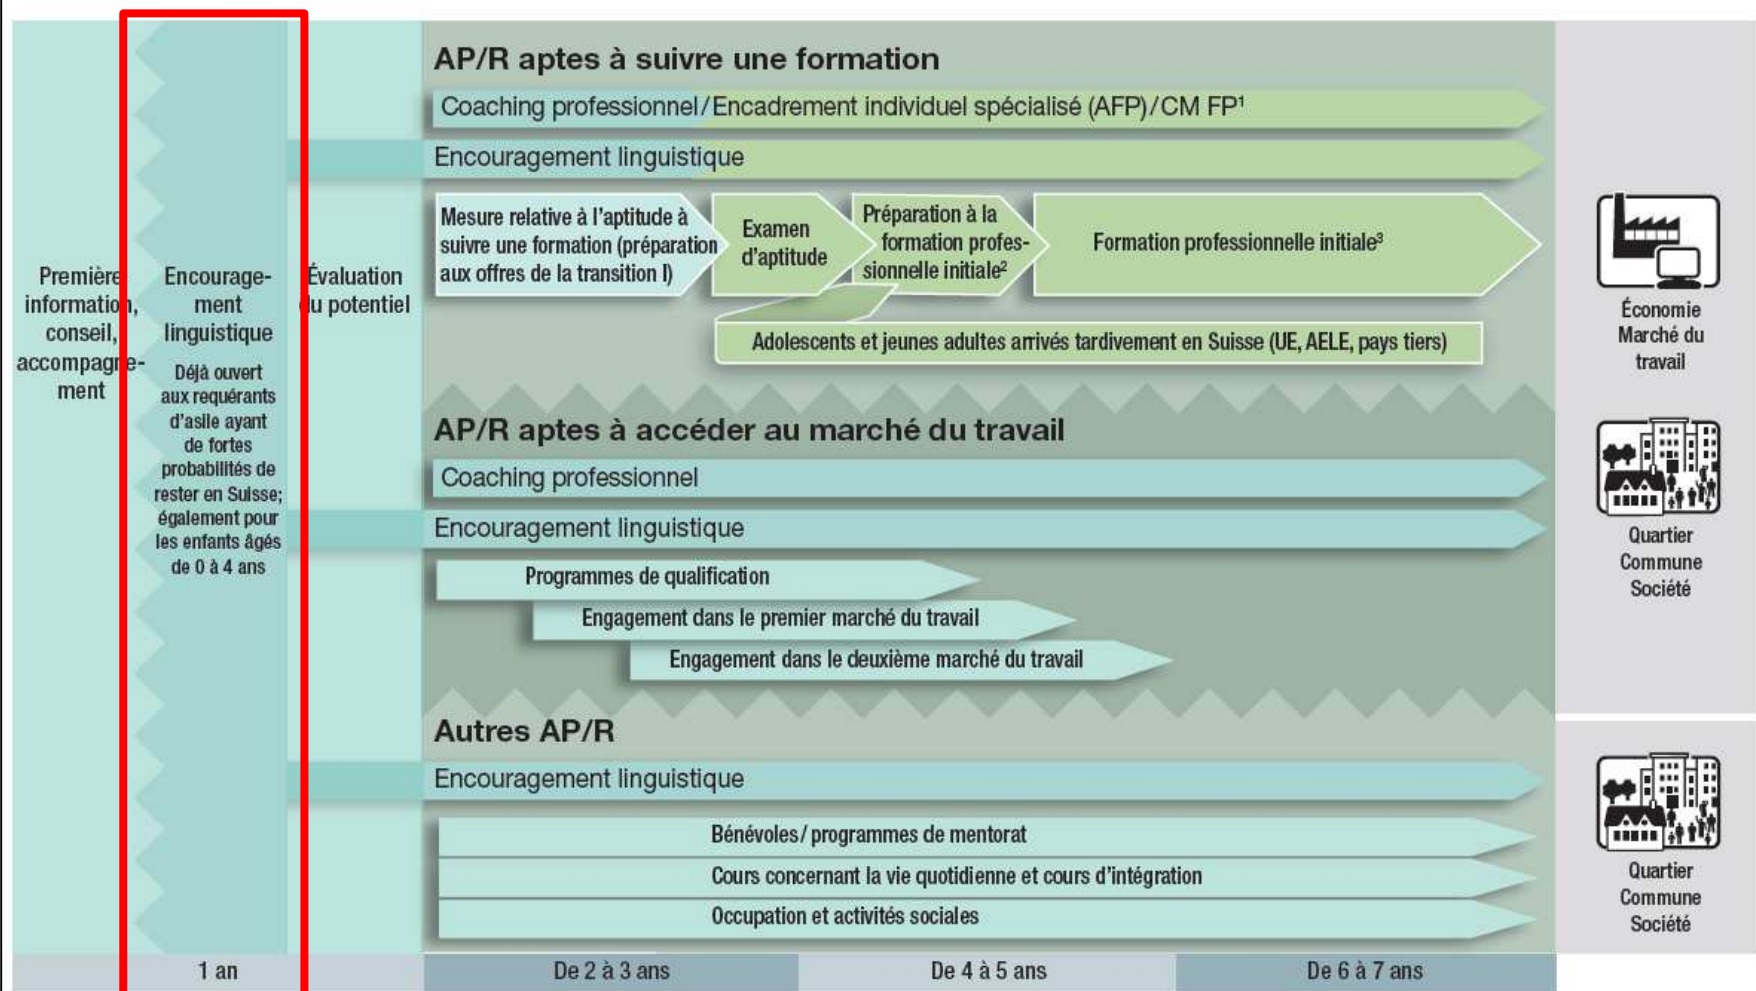 Première
information,
conseil,
accompagne-
ment
Encourage-
ment
linguistique
Déjà ouvert
aux requérants
d'asile ayant
de fortes
probabilités de
rester en Suisse;
également pour
les enfants âgés
de 0 à 4 ans
Évaluation
du potentiel
AP/R aptes à suivre une formation
Coaching professionnel/Encadrement individuel spécialisé (AFP)/CM FP¹
Encouragement linguistique
Mesure relative à l'aptitude à
suivre une formation (préparation
aux offres de la transition I)
Examen
d'aptitude
Préparation à la
formation profes-
sionnelle initiale²
Formation professionnelle initiale³
Adolescents et jeunes adultes arrivés tardivement en Suisse (UE, AELE, pays tiers)
AP/R aptes à accéder au marché du travail
Coaching professionnel
Encouragement linguistique
Programmes de qualification
Engagement dans le premier marché du travail
Engagement dans le deuxième marché du travail
Autres AP/R
Encouragement linguistique
Bénévoles/programmes de mentorat
Cours concernant la vie quotidienne et cours d'intégration
Occupation et activités sociales
Économie
Marché du
travail
Quartier
Commune
Société
Quartier
Commune
Société
1 an
De 2 à 3 ans
De 4 à 5 ans
De 6 à 7 ans